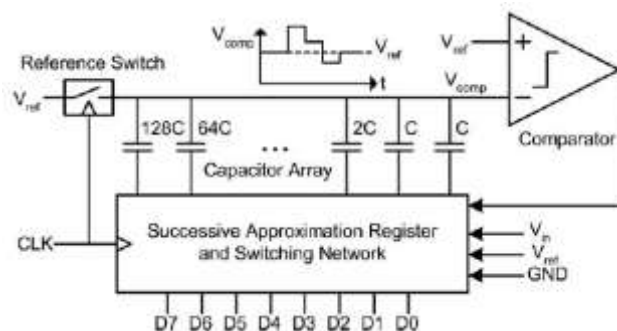 Reference Switch
V_ref
V_comp
V_ref
t
V_ref
+
V_comp
−
Comparator
128C 64C ... 2C C C
Capacitor Array
CLK
Successive Approximation Register
and Switching Network
V_in
V_ref
GND
D7 D6 D5 D4 D3 D2 D1 D0